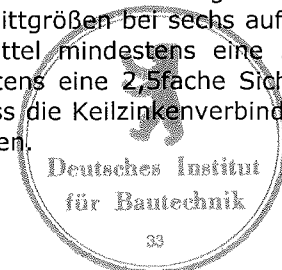 ittgrößen bei sechs auf
ttel mindestens eine
tens eine 2,5fache Sich
ss die Keilzinkenverbind
en.
Deutsches Institut
für Bautechnik
33